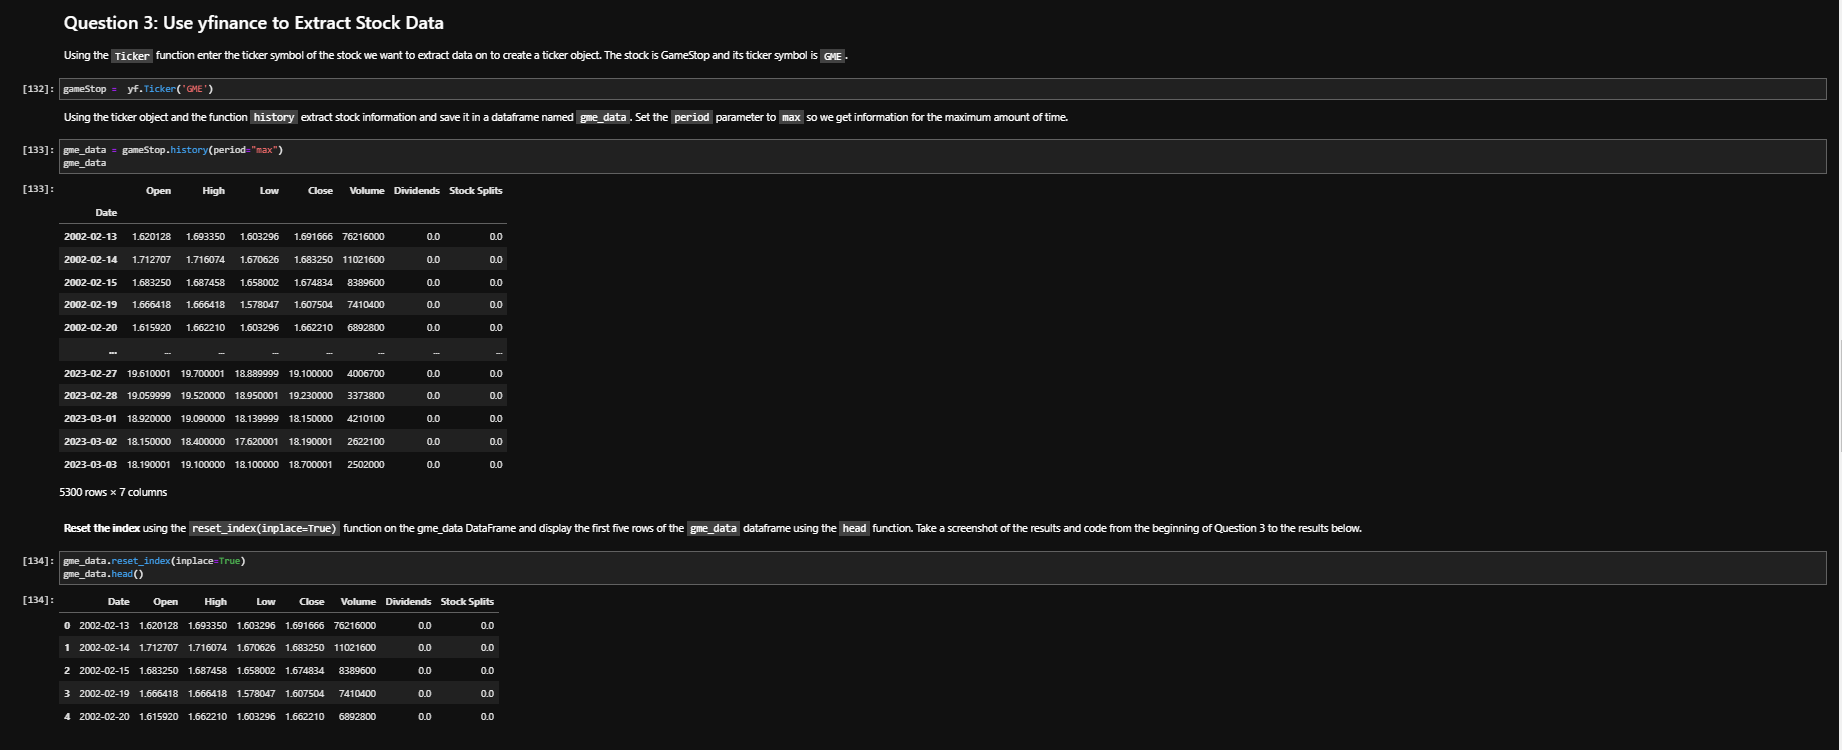 Question 3: Use yfinance to Extract Stock Data
Using the Ticker function enter the ticker symbol of the stock we want to extract data on to create a ticker object. The stock is GameStop and its ticker symbol is GME.
[132]: gameStop =  yf.Ticker('GME')
Using the ticker object and the function history extract stock information and save it in a dataframe named gme_data. Set the period parameter to max so we get information for the maximum amount of time.
[133]: gme_data = gameStop.history(period="max")
gme_data
[133]: Open High Low Close Volume Dividends Stock Splits
Date
2002-02-13 1.620128 1.693350 1.603296 1.691666 76216000 0.0 0.0
2002-02-14 1.712707 1.716074 1.670626 1.683250 11021600 0.0 0.0
2002-02-15 1.683250 1.687458 1.658002 1.674834 8389600 0.0 0.0
2002-02-19 1.666418 1.666418 1.578047 1.607504 7410400 0.0 0.0
2002-02-20 1.615920 1.662210 1.603296 1.662210 6892800 0.0 0.0
... ... ... ... ... ... ... ...
2023-02-27 19.610001 19.700001 18.889999 19.100000 4006700 0.0 0.0
2023-02-28 19.059999 19.520000 18.950001 19.230000 3373800 0.0 0.0
2023-03-01 18.920000 19.090000 18.139999 18.150000 4210100 0.0 0.0
2023-03-02 18.150000 18.400000 17.620001 18.190001 2622100 0.0 0.0
2023-03-03 18.190001 19.100000 18.100000 18.700001 2502000 0.0 0.0
5300 rows × 7 columns
Reset the index using the reset_index(inplace=True) function on the gme_data DataFrame and display the first five rows of the gme_data dataframe using the head function. Take a screenshot of the results and code from the beginning of Question 3 to the results below.
[134]: gme_data.reset_index(inplace=True)
gme_data.head()
[134]: Date Open High Low Close Volume Dividends Stock Splits
0 2002-02-13 1.620128 1.693350 1.603296 1.691666 76216000 0.0 0.0
1 2002-02-14 1.712707 1.716074 1.670626 1.683250 11021600 0.0 0.0
2 2002-02-15 1.683250 1.687458 1.658002 1.674834 8389600 0.0 0.0
3 2002-02-19 1.666418 1.666418 1.578047 1.607504 7410400 0.0 0.0
4 2002-02-20 1.615920 1.662210 1.603296 1.662210 6892800 0.0 0.0